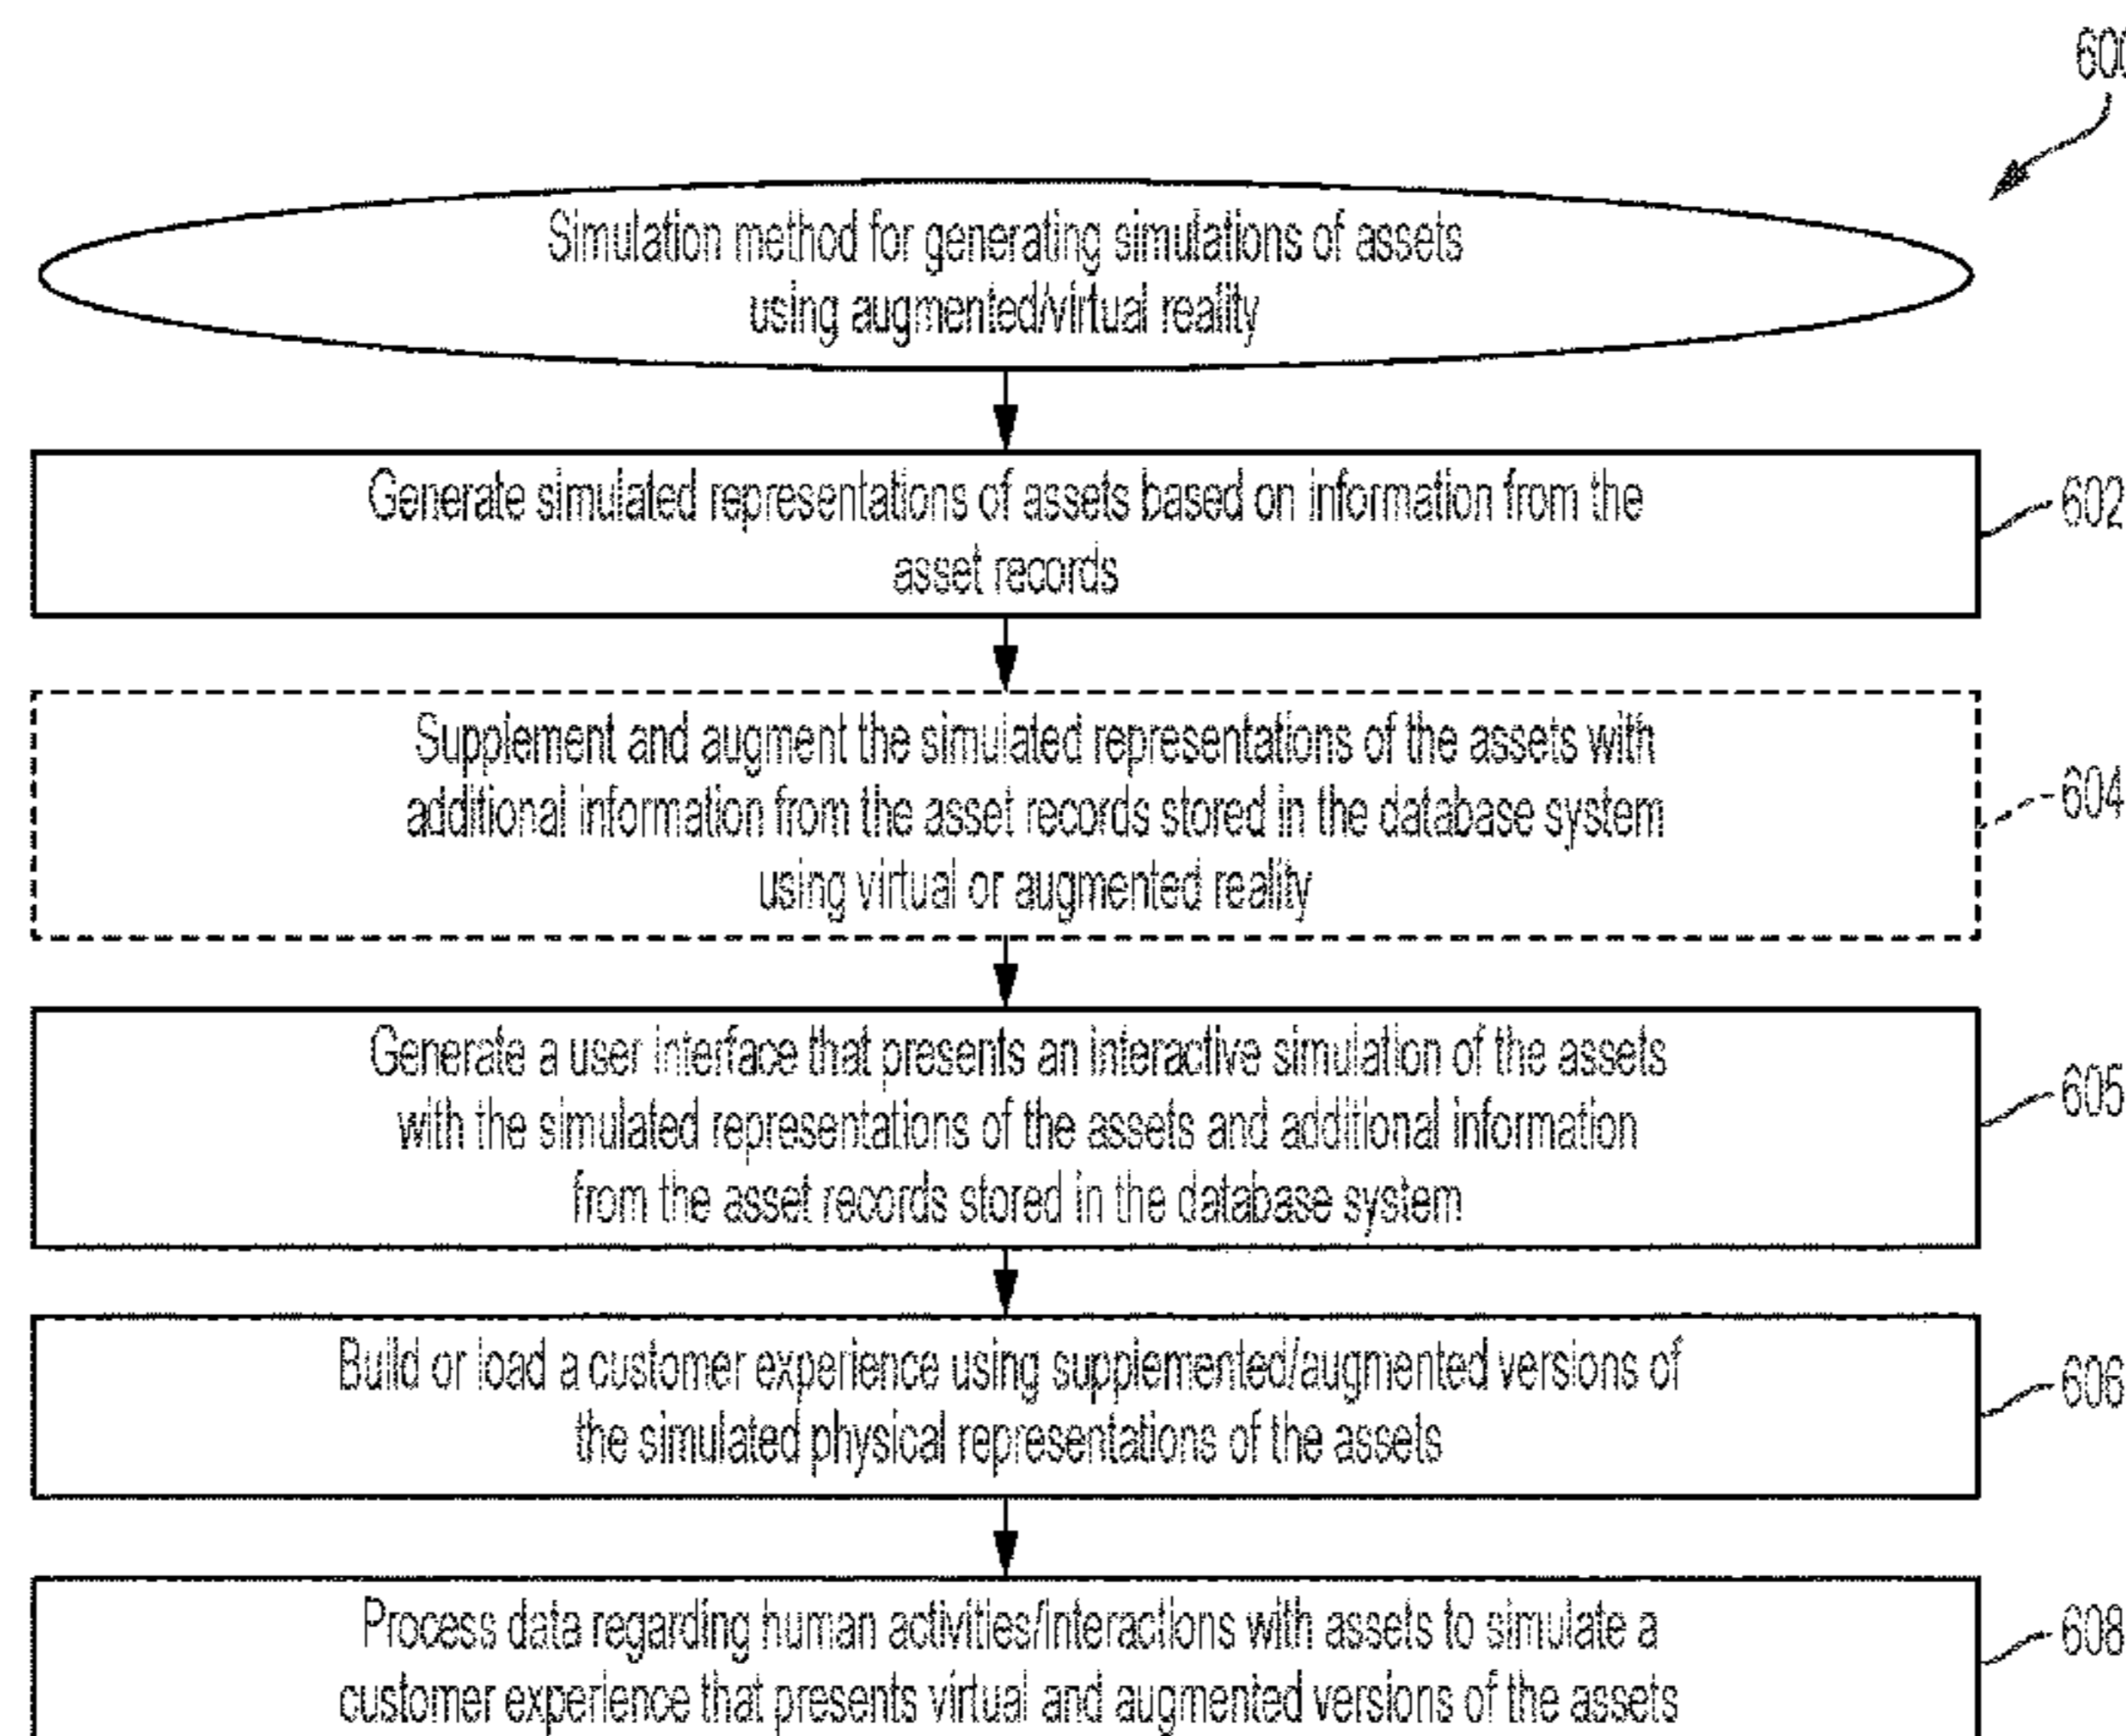 600
Simulation method for generating simulations of assets
using augmented/virtual reality
Generate simulated representations of assets based on information from the
asset records
602
Supplement and augment the simulated representations of the assets with
additional information from the asset records stored in the database system
using virtual or augmented reality
604
Generate a user interface that presents an interactive simulation of the assets
with the simulated representations of the assets and additional information
from the asset records stored in the database system
605
Build or load a customer experience using supplemented/augmented versions of
the simulated physical representations of the assets
606
Process data regarding human activities/interactions with assets to simulate a
customer experience that presents virtual and augmented versions of the assets
608